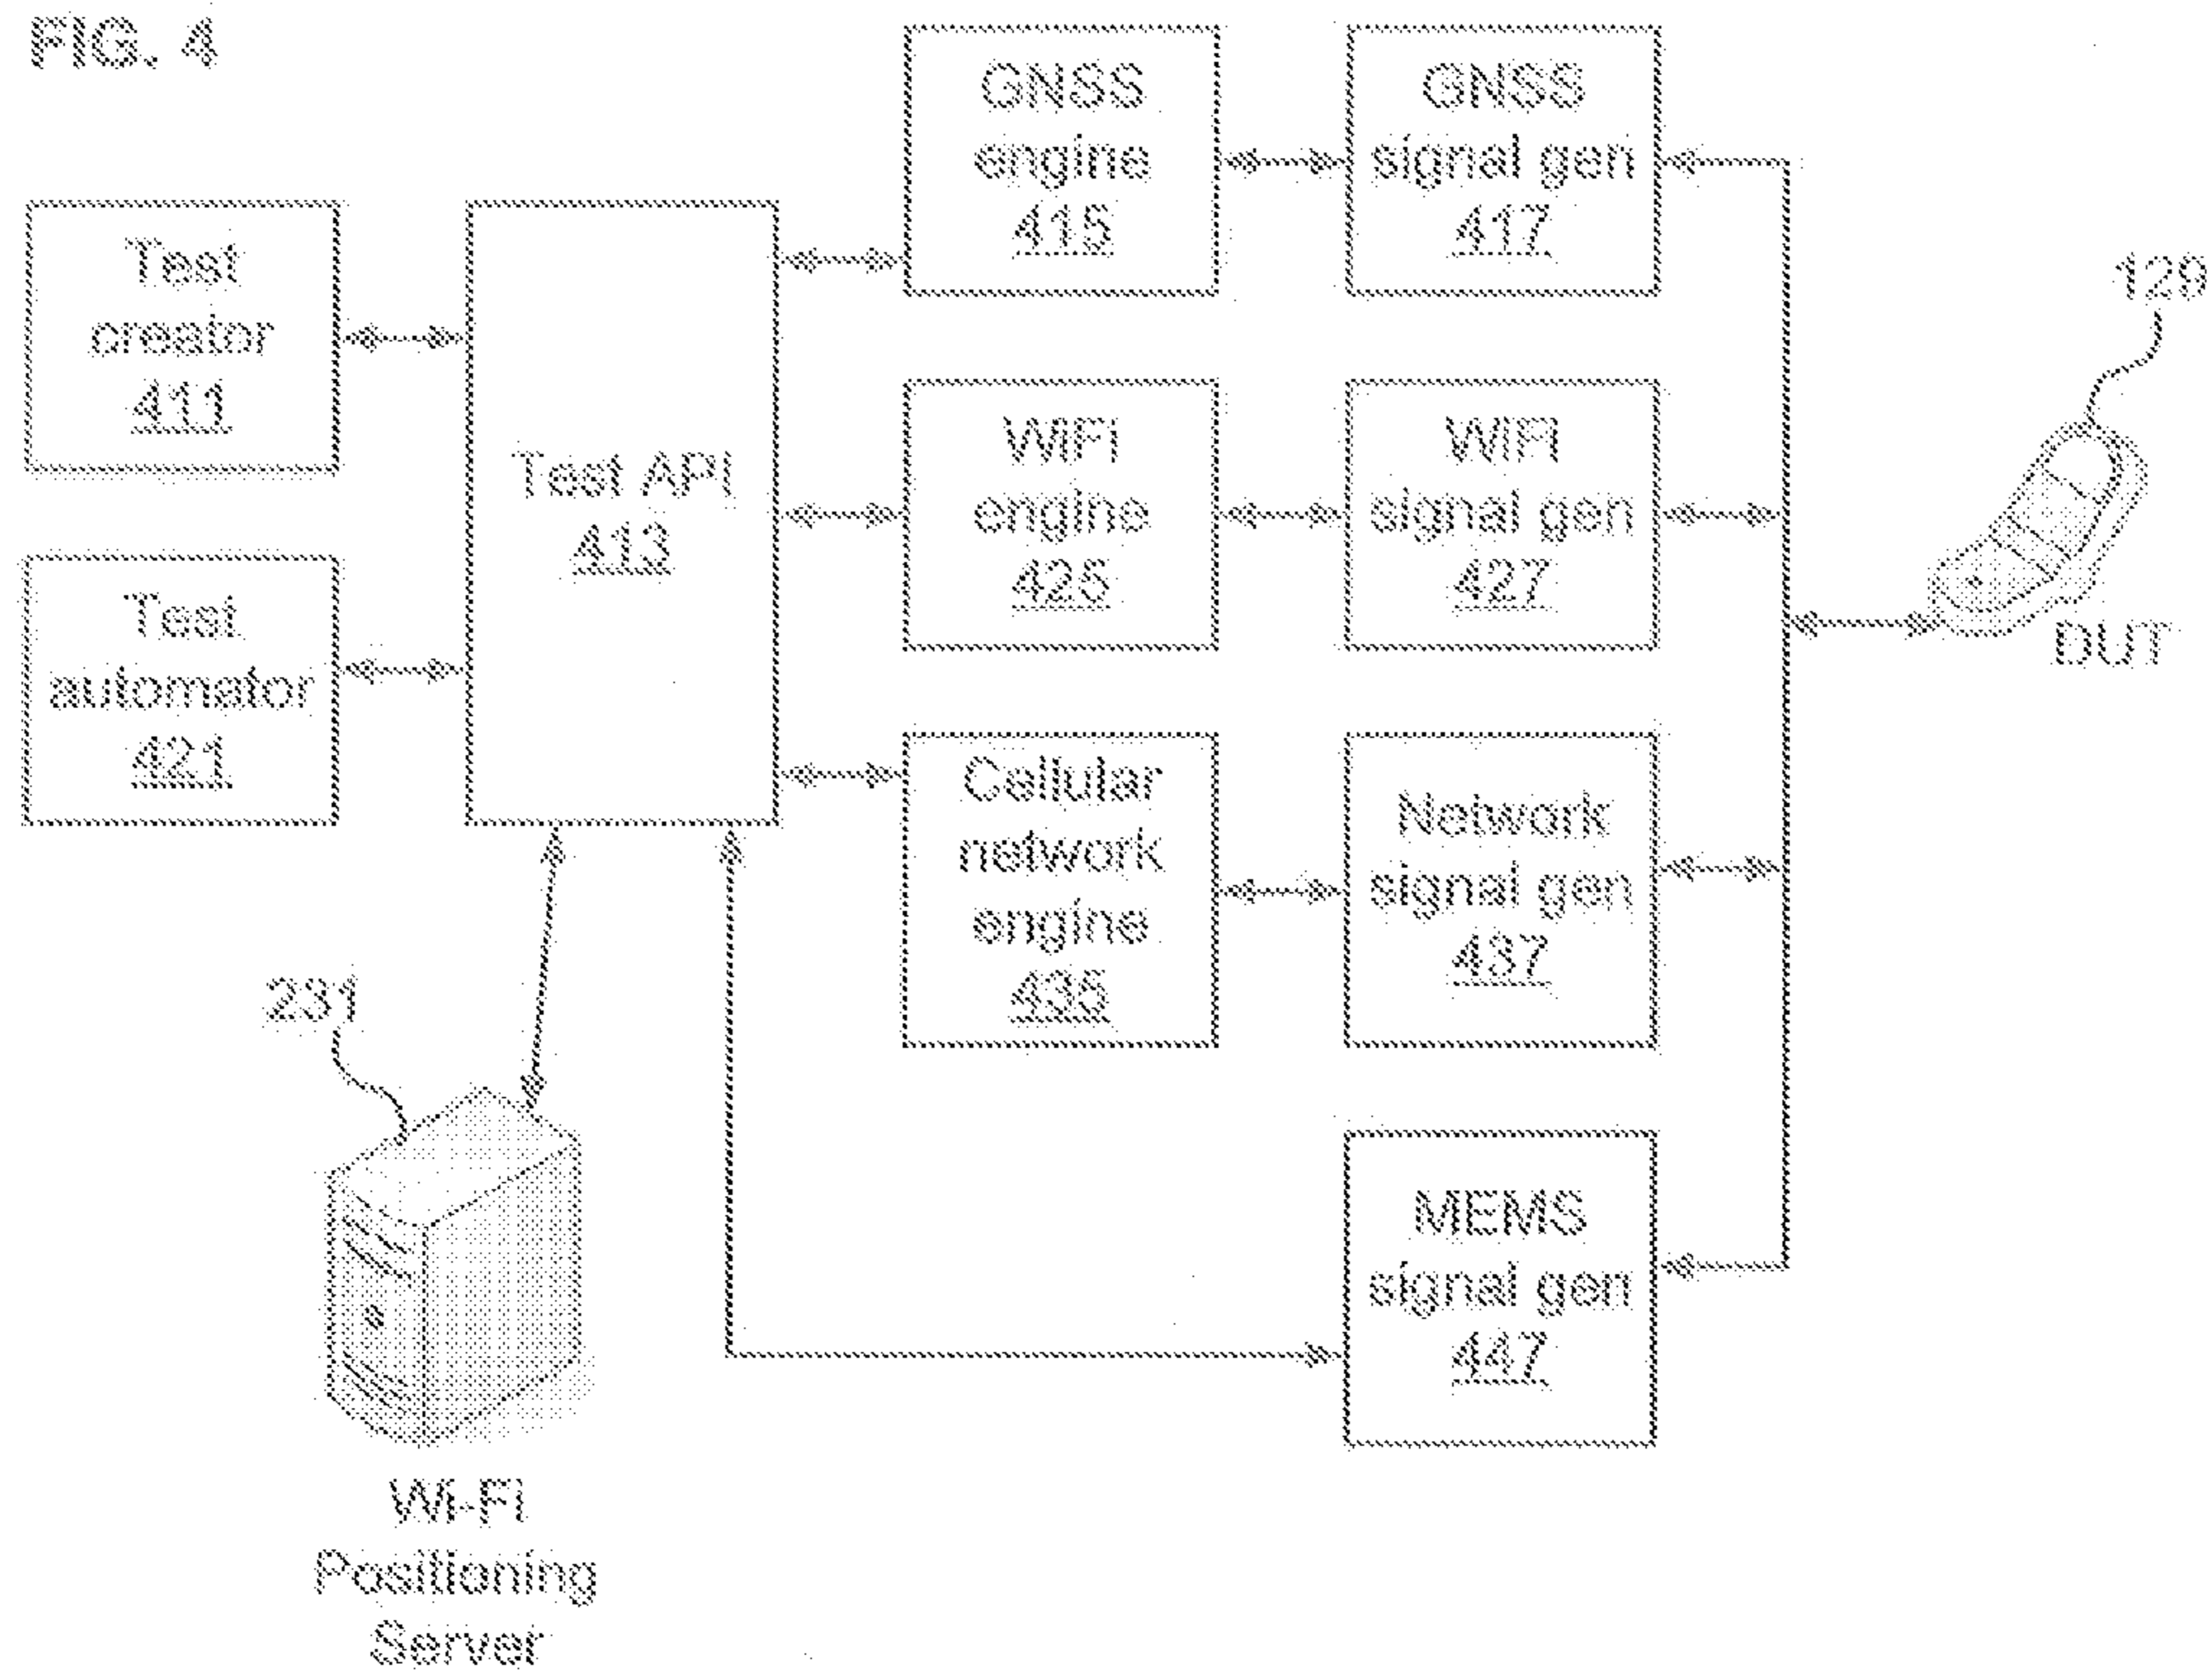 FIG. 4
GNSS
engine
415
GNSS
signal gen
417
129
Test
creator
411
Test API
413
WiFi
engine
425
WiFi
signal gen
427
DUT
Test
automator
421
Cellular
network
engine
435
Network
signal gen
437
231
MEMS
signal gen
447
Wi-Fi
Positioning
Server